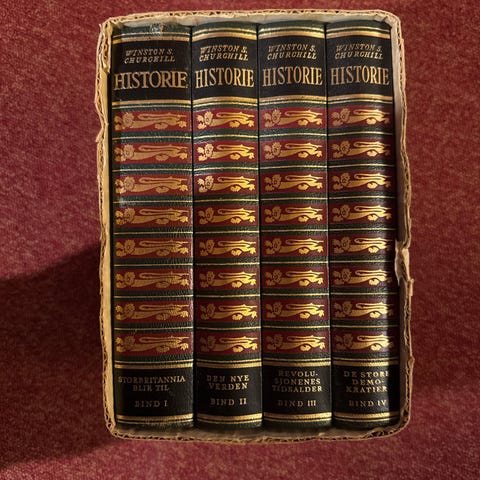 WINSTON S.
CHURCHILL
HISTORIE
STORBRITANNIA
BLIR TIL
BIND I
WINSTON S.
CHURCHILL
HISTORIE
DEN NYE
VERDEN
BIND II
WINSTON S.
CHURCHILL
HISTORIE
REVOLU-
SJONENES
TIDSALDER
BIND III
WINSTON S.
CHURCHILL
HISTORIE
DE STORE
DEMO-
KRATIER
BIND IV